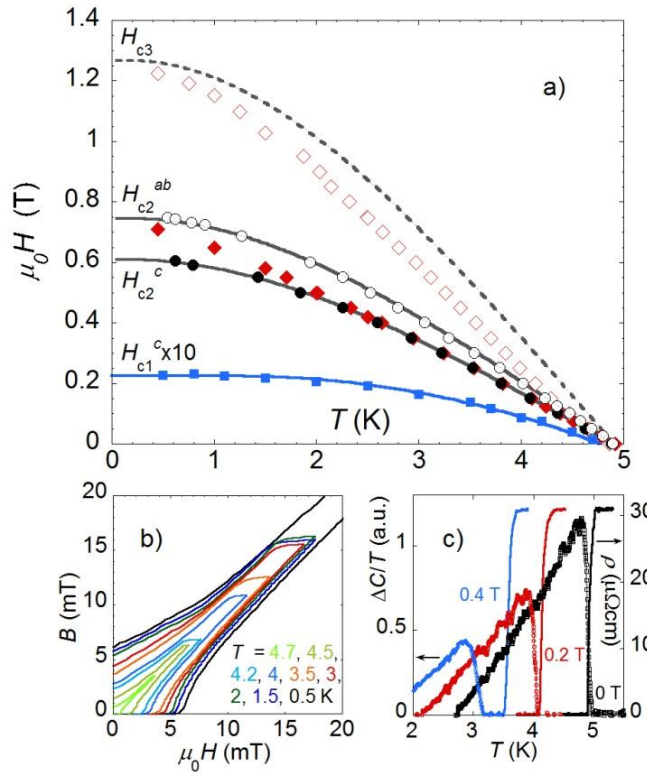 H_c3
a)
1.4
1.2
1
0.8
0.6
0.4
0.2
0
μ₀H (T)
H_c2^ab
H_c2^c
H_c1^c x10
T (K)
0 1 2 3 4 5
20
15
10
5
0
B (mT)
b)
T = 4.7, 4.5,
4.2, 4, 3.5, 3,
2, 1.5, 0.5 K
0 5 10 15 20
μ₀H (mT)
c)
1
0.5
0
ΔC/T (a.u.)
0.4 T
0.2 T
0 T
30
20
10
0
ρ (μΩcm)
2 3 4 5
T (K)